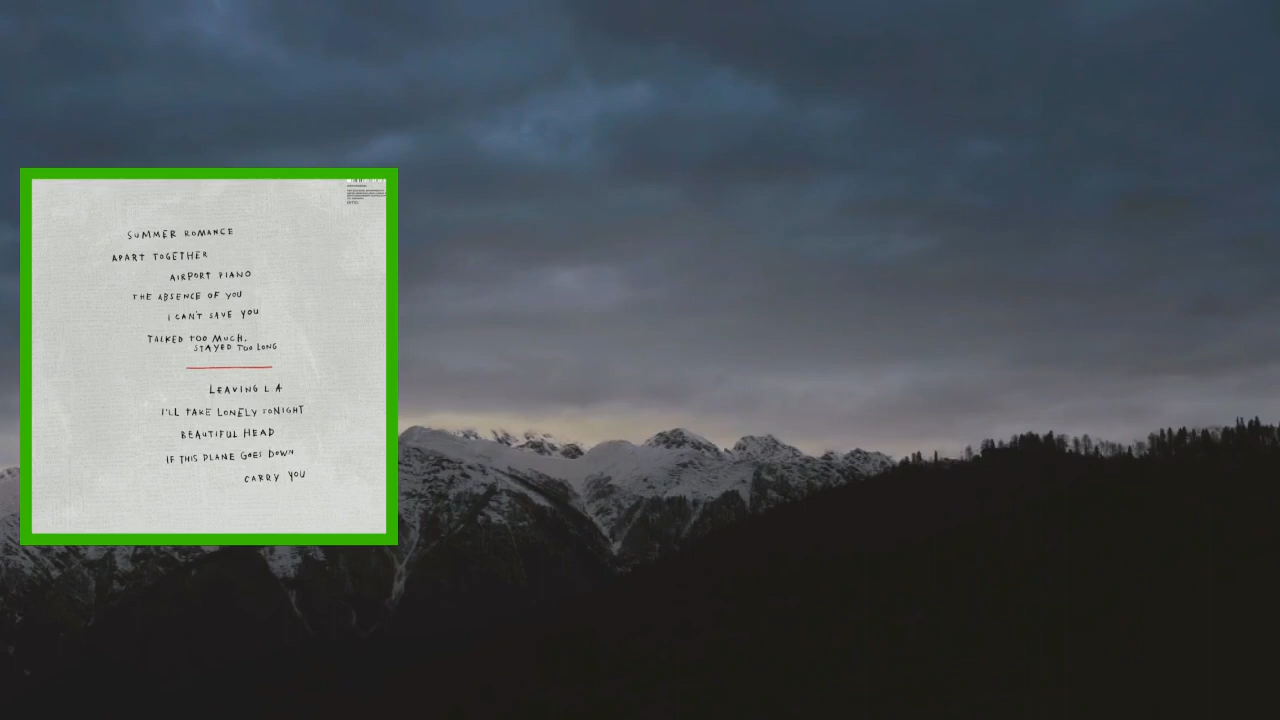 SUMMER ROMANCE
APART TOGETHER
AIRPORT PIANO
THE ABSENCE OF YOU
I CAN'T SAVE YOU
TALKED TOO MUCH,
STAYED TOO LONG
LEAVING L A
I'LL TAKE LONELY TONIGHT
BEAUTIFUL HEAD
IF THIS PLANE GOES DOWN
CARRY YOU